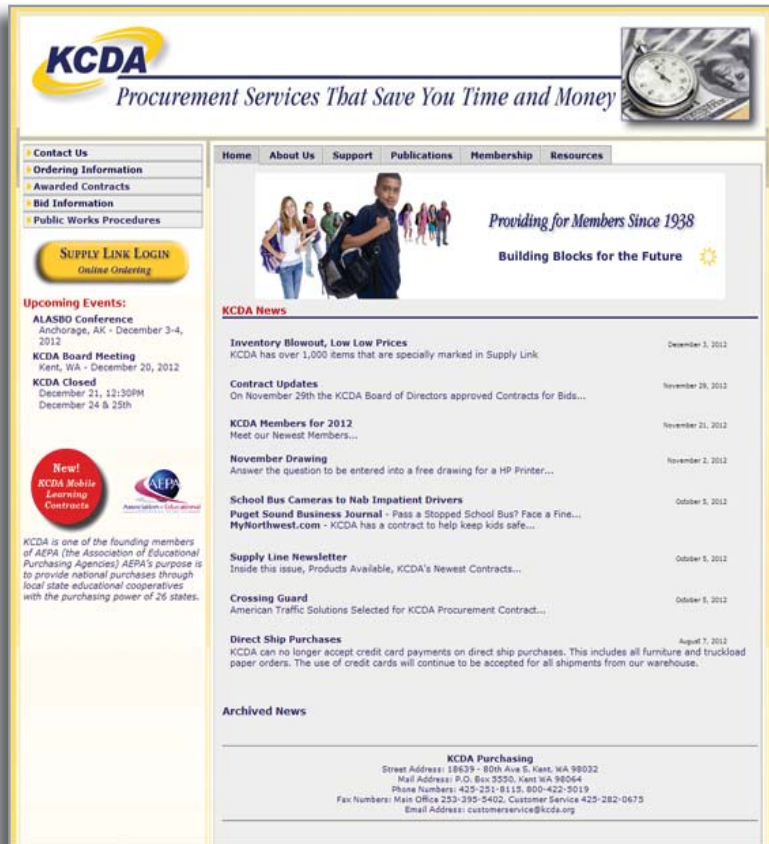 KCDA
Procurement Services That Save You Time and Money
Contact Us
Ordering Information
Awarded Contracts
Bid Information
Public Works Procedures
SUPPLY LINK LOGIN
Online Ordering
Upcoming Events:
ALASBO Conference
Anchorage, AK - December 3-4,
2012
KCDA Board Meeting
Kent, WA - December 20, 2012
KCDA Closed
December 21, 12:30PM
December 24 & 25th
New!
KCDA Mobile
Learning
Contracts
AEPA
Association of Educational
KCDA is one of the founding members
of AEPA (the Association of Educational
Purchasing Agencies) AEPA's purpose is
to provide national purchases through
local state educational cooperatives
with the purchasing power of 26 states.
Home About Us Support Publications Membership Resources
Providing for Members Since 1938
Building Blocks for the Future
KCDA News
Inventory Blowout, Low Low Prices December 3, 2012
KCDA has over 1,000 items that are specially marked in Supply Link
Contract Updates November 29, 2012
On November 29th the KCDA Board of Directors approved Contracts for Bids...
KCDA Members for 2012 November 21, 2012
Meet our Newest Members...
November Drawing November 2, 2012
Answer the question to be entered into a free drawing for a HP Printer...
School Bus Cameras to Nab Impatient Drivers October 5, 2012
Puget Sound Business Journal - Pass a Stopped School Bus? Face a Fine...
MyNorthwest.com - KCDA has a contract to help keep kids safe...
Supply Line Newsletter October 5, 2012
Inside this issue, Products Available, KCDA's Newest Contracts...
Crossing Guard October 5, 2012
American Traffic Solutions Selected for KCDA Procurement Contract...
Direct Ship Purchases August 7, 2012
KCDA can no longer accept credit card payments on direct ship purchases. This includes all furniture and truckload
paper orders. The use of credit cards will continue to be accepted for all shipments from our warehouse.
Archived News
KCDA Purchasing
Street Address: 18639 - 80th Ave S. Kent, WA 98032
Mail Address: P.O. Box 5550, Kent WA 98064
Phone Numbers: 425-251-8115, 800-422-5019
Fax Numbers: Main Office 253-395-5402, Customer Service 425-282-0675
Email Address: customerservice@kcda.org